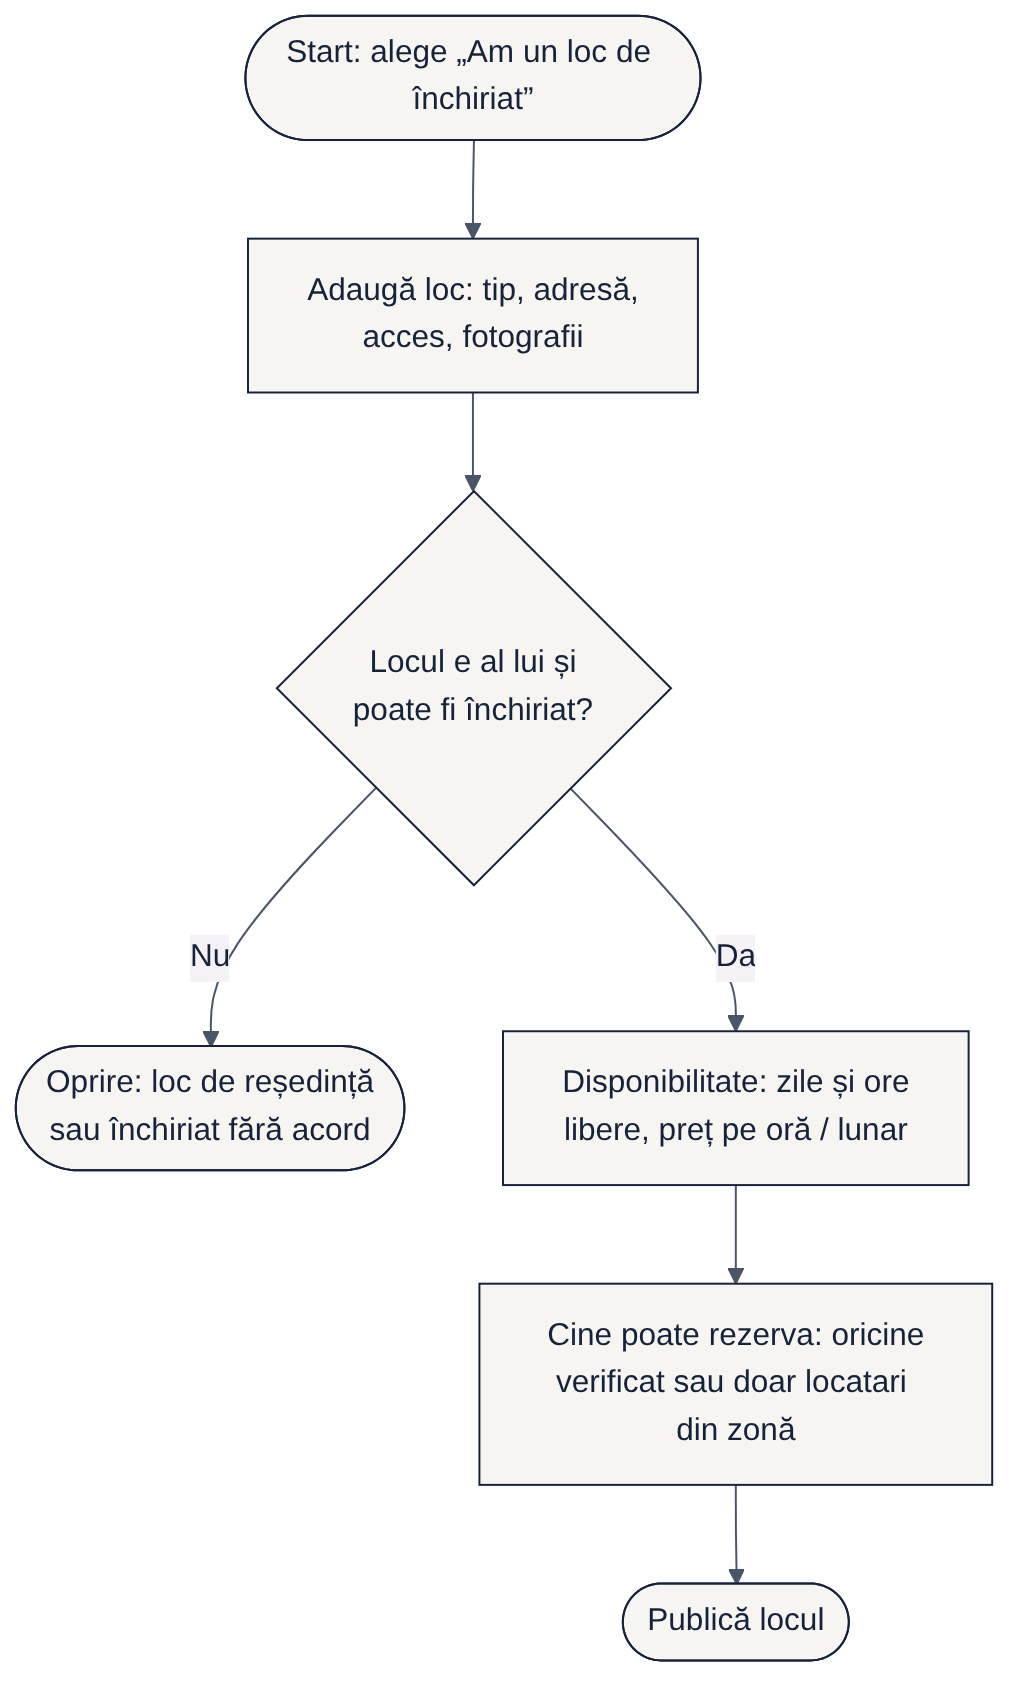 Start: alege „Am un loc de
închiriat”
Adaugă loc: tip, adresă,
acces, fotografii
Locul e al lui și
poate fi închiriat?
Nu
Da
Oprire: loc de reședință
sau închiriat fără acord
Disponibilitate: zile și ore
libere, preț pe oră / lunar
Cine poate rezerva: oricine
verificat sau doar locatari
din zonă
Publică locul